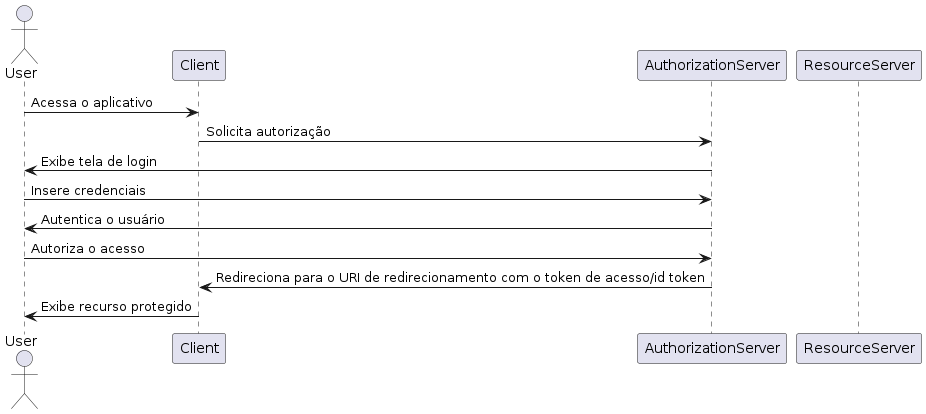 User
Client
AuthorizationServer
ResourceServer
Acessa o aplicativo
Solicita autorização
Exibe tela de login
Insere credenciais
Autentica o usuário
Autoriza o acesso
Redireciona para o URI de redirecionamento com o token de acesso/id token
Exibe recurso protegido
User
Client
AuthorizationServer
ResourceServer